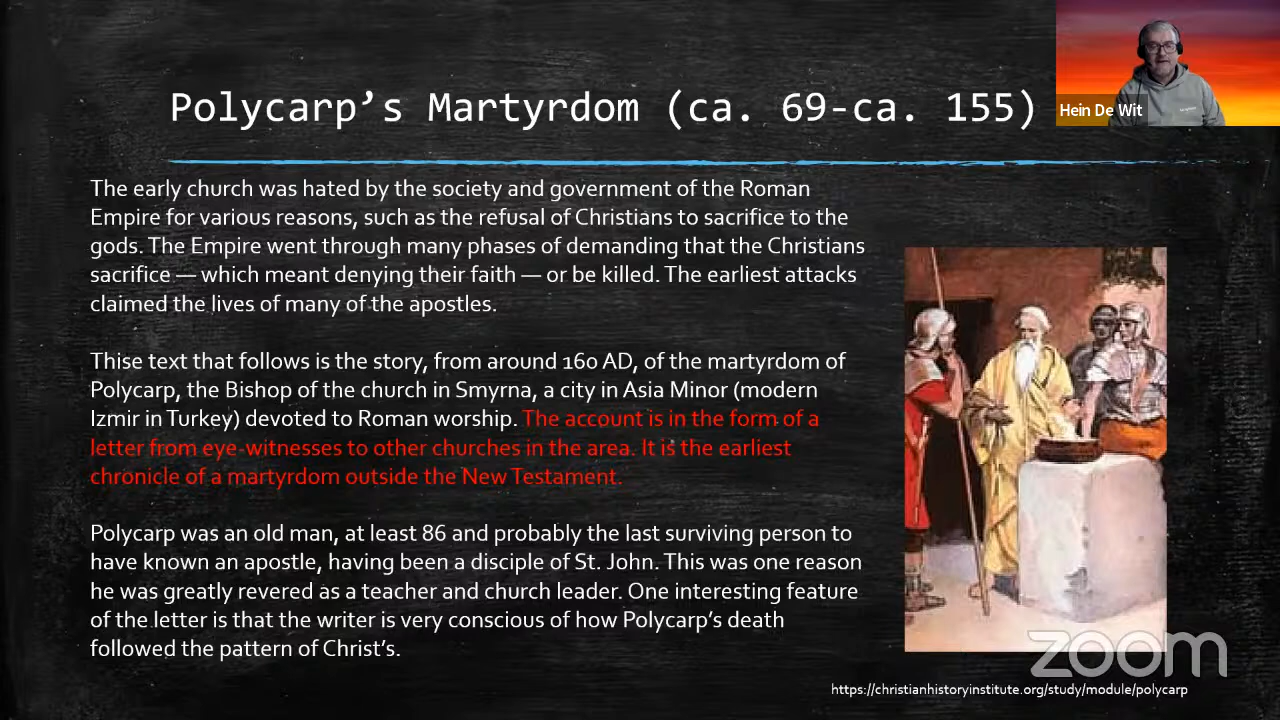 Polycarp’s Martyrdom (ca. 69-ca. 155)
Hein De Wit
The early church was hated by the society and government of the Roman
Empire for various reasons, such as the refusal of Christians to sacrifice to the
gods. The Empire went through many phases of demanding that the Christians
sacrifice — which meant denying their faith — or be killed. The earliest attacks
claimed the lives of many of the apostles.
Thise text that follows is the story, from around 160 AD, of the martyrdom of
Polycarp, the Bishop of the church in Smyrna, a city in Asia Minor (modern
Izmir in Turkey) devoted to Roman worship. The account is in the form of a
letter from eye-witnesses to other churches in the area. It is the earliest
chronicle of a martyrdom outside the New Testament.
Polycarp was an old man, at least 86 and probably the last surviving person to
have known an apostle, having been a disciple of St. John. This was one reason
he was greatly revered as a teacher and church leader. One interesting feature
of the letter is that the writer is very conscious of how Polycarp’s death
followed the pattern of Christ’s.
zoom
https://christianhistoryinstitute.org/study/module/polycarp